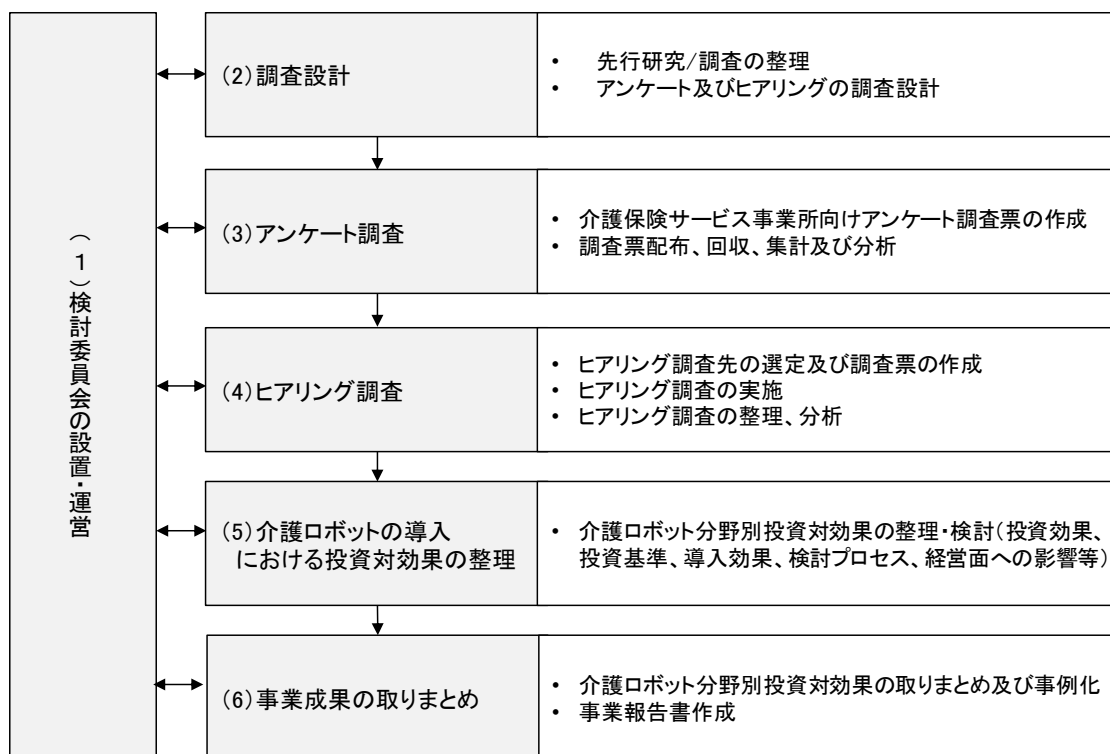 (1)検討委員会の設置・運営
(2)調査設計
• 先行研究/調査の整理
• アンケート及びヒアリングの調査設計
(3)アンケート調査
• 介護保険サービス事業所向けアンケート調査票の作成
• 調査票配布、回収、集計及び分析
(4)ヒアリング調査
• ヒアリング調査先の選定及び調査票の作成
• ヒアリング調査の実施
• ヒアリング調査の整理、分析
(5)介護ロボットの導入
における投資対効果の整理
• 介護ロボット分野別投資対効果の整理・検討(投資効果、
投資基準、導入効果、検討プロセス、経営面への影響等)
(6)事業成果の取りまとめ
• 介護ロボット分野別投資対効果の取りまとめ及び事例化
• 事業報告書作成